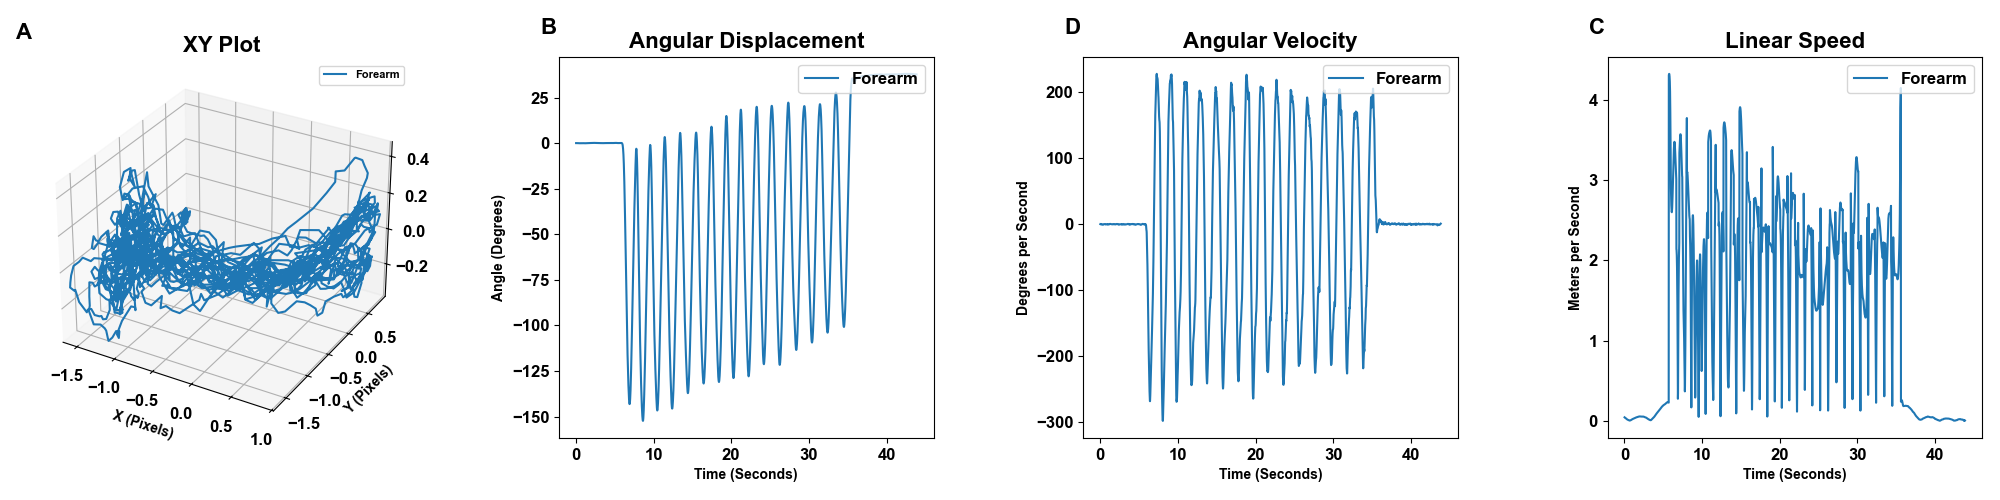 A
XY Plot
Forearm
0.4
0.2
0.0
−0.2
0.5
0.0
−0.5
−1.0
−1.5
Y (Pixels)
−1.5
−1.0
−0.5
0.0
0.5
1.0
X (Pixels)
B
Angular Displacement
Forearm
25
0
−25
−50
−75
−100
−125
−150
Angle (Degrees)
0
10
20
30
40
Time (Seconds)
D
Angular Velocity
Forearm
200
100
0
−100
−200
−300
Degrees per Second
0
10
20
30
40
Time (Seconds)
C
Linear Speed
Forearm
4
3
2
1
0
Meters per Second
0
10
20
30
40
Time (Seconds)